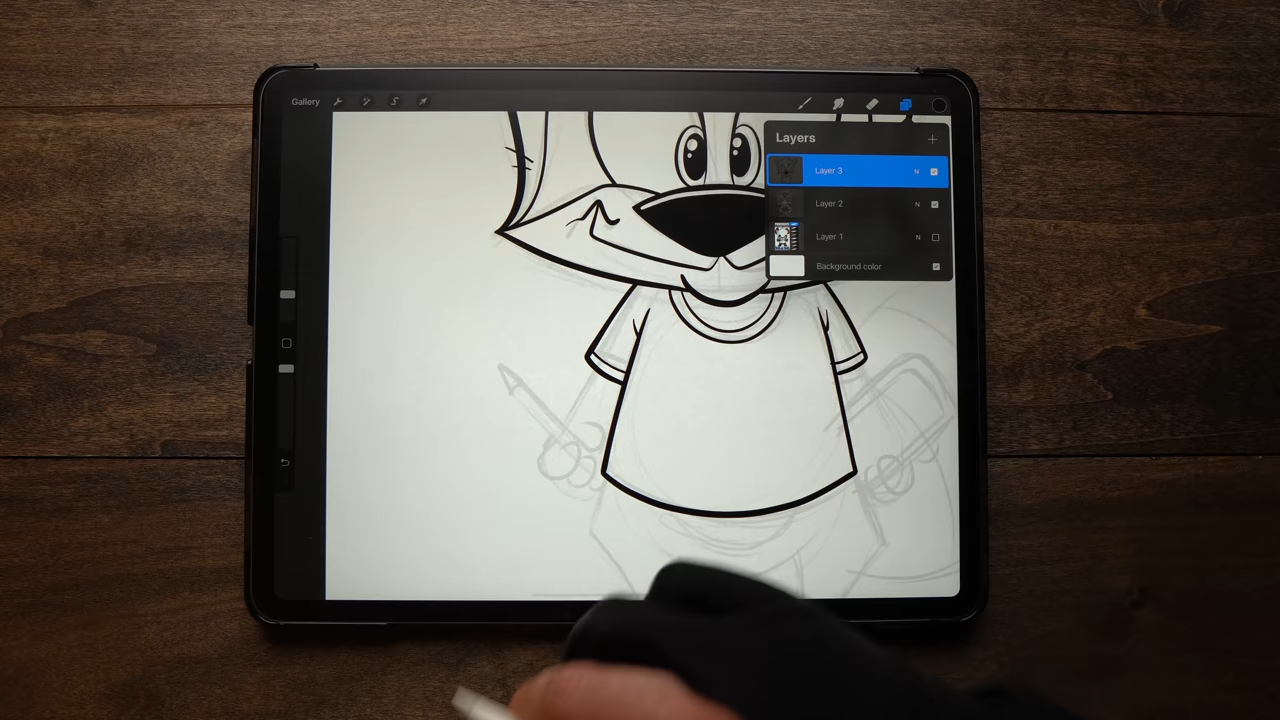 Gallery
Layers
Layer 3 N
Layer 2 N
Layer 1 N
Background color